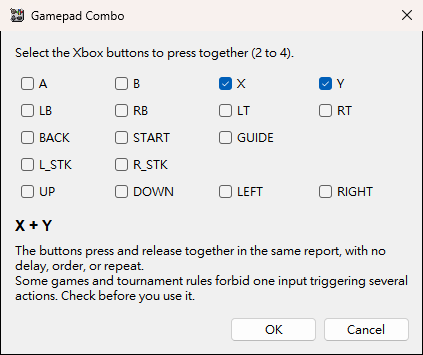 Gamepad Combo
Select the Xbox buttons to press together (2 to 4).
A B X Y
LB RB LT RT
BACK START GUIDE
L_STK R_STK
UP DOWN LEFT RIGHT
X + Y
The buttons press and release together in the same report, with no
delay, order, or repeat.
Some games and tournament rules forbid one input triggering several
actions. Check before you use it.
OK Cancel